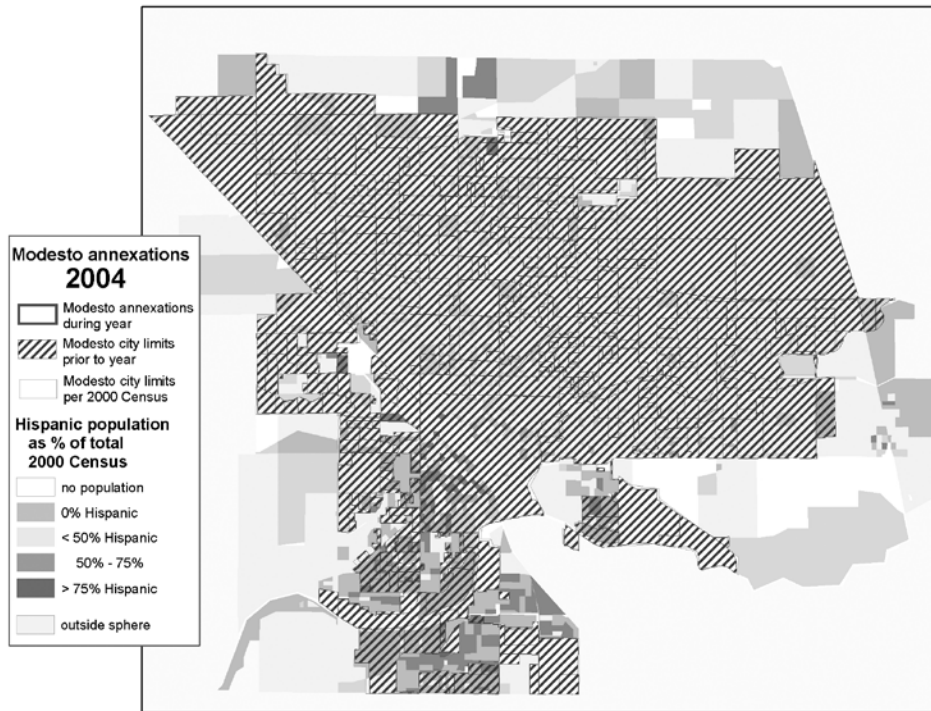 Modesto annexations
2004
Modesto annexations
during year
Modesto city limits
prior to year
Modesto city limits
per 2000 Census
Hispanic population
as % of total
2000 Census
no population
0% Hispanic
< 50% Hispanic
50% - 75%
> 75% Hispanic
outside sphere